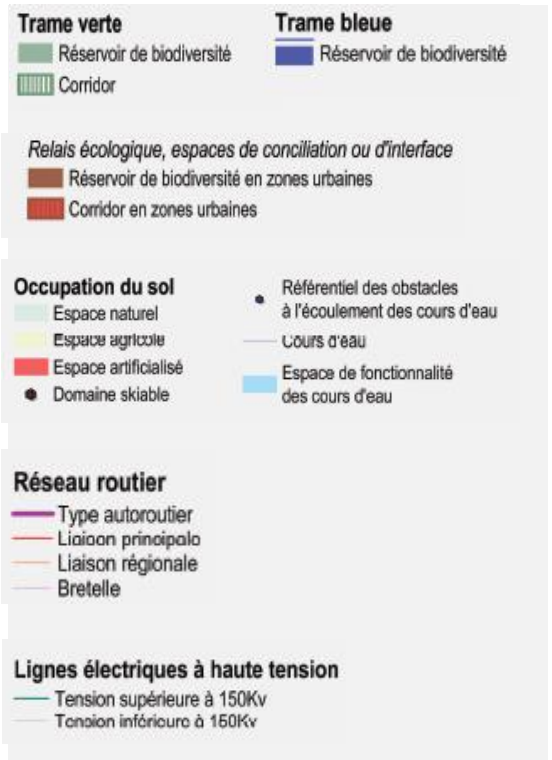 Trame verte
Réservoir de biodiversité
Corridor
Trame bleue
Réservoir de biodiversité
Relais écologique, espaces de conciliation ou d'interface
Réservoir de biodiversité en zones urbaines
Corridor en zones urbaines
Occupation du sol
Espace naturel
Espace agricole
Espace artificialisé
Domaine skiable
Référentiel des obstacles
à l'écoulement des cours d'eau
Cours d'eau
Espace de fonctionnalité
des cours d'eau
Réseau routier
Type autoroutier
Liaison principale
Liaison régionale
Bretelle
Lignes électriques à haute tension
Tension supérieure à 150Kv
Tension inférieure à 150Kv